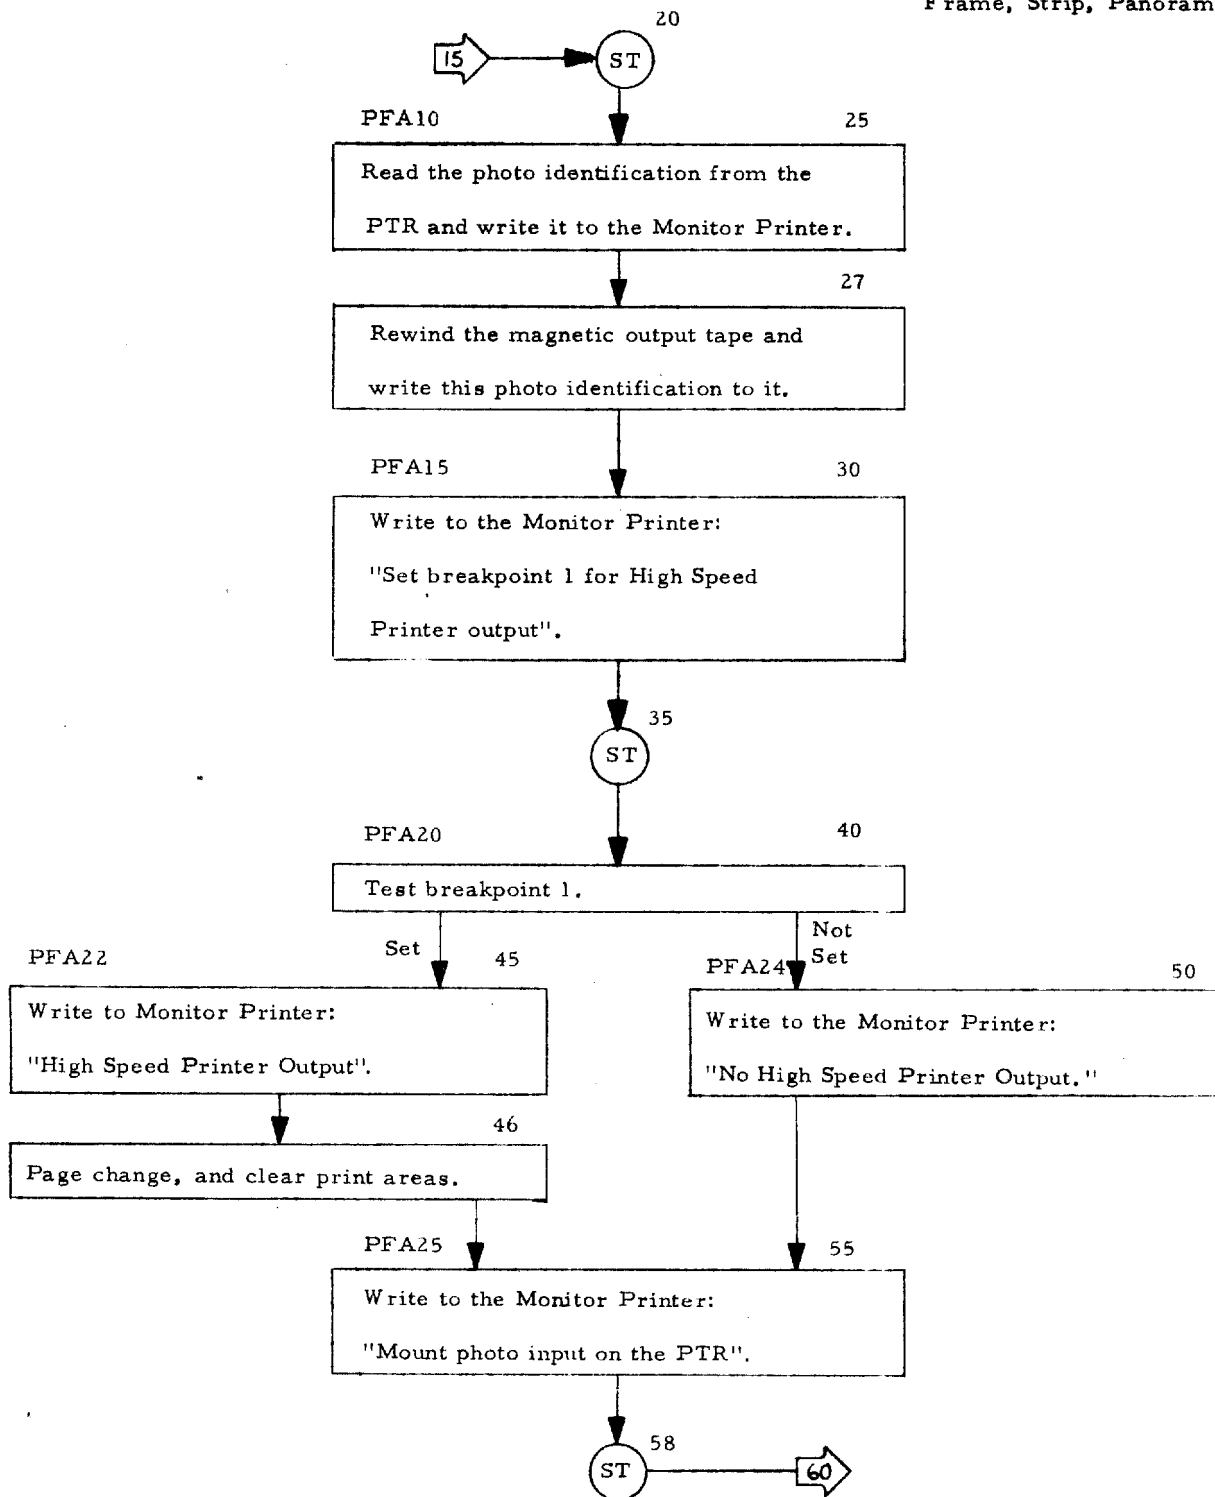 Frame, Strip, Panoram
20
15
ST
PFA10
25
Read the photo identification from the
PTR and write it to the Monitor Printer.
27
Rewind the magnetic output tape and
write this photo identification to it.
PFA15
30
Write to the Monitor Printer:
"Set breakpoint 1 for High Speed
Printer output".
35
ST
PFA20
40
Test breakpoint 1.
Set
Not
Set
PFA22
45
PFA24
50
Write to Monitor Printer:
"High Speed Printer Output".
Write to the Monitor Printer:
"No High Speed Printer Output."
46
Page change, and clear print areas.
PFA25
55
Write to the Monitor Printer:
"Mount photo input on the PTR".
58
ST
60